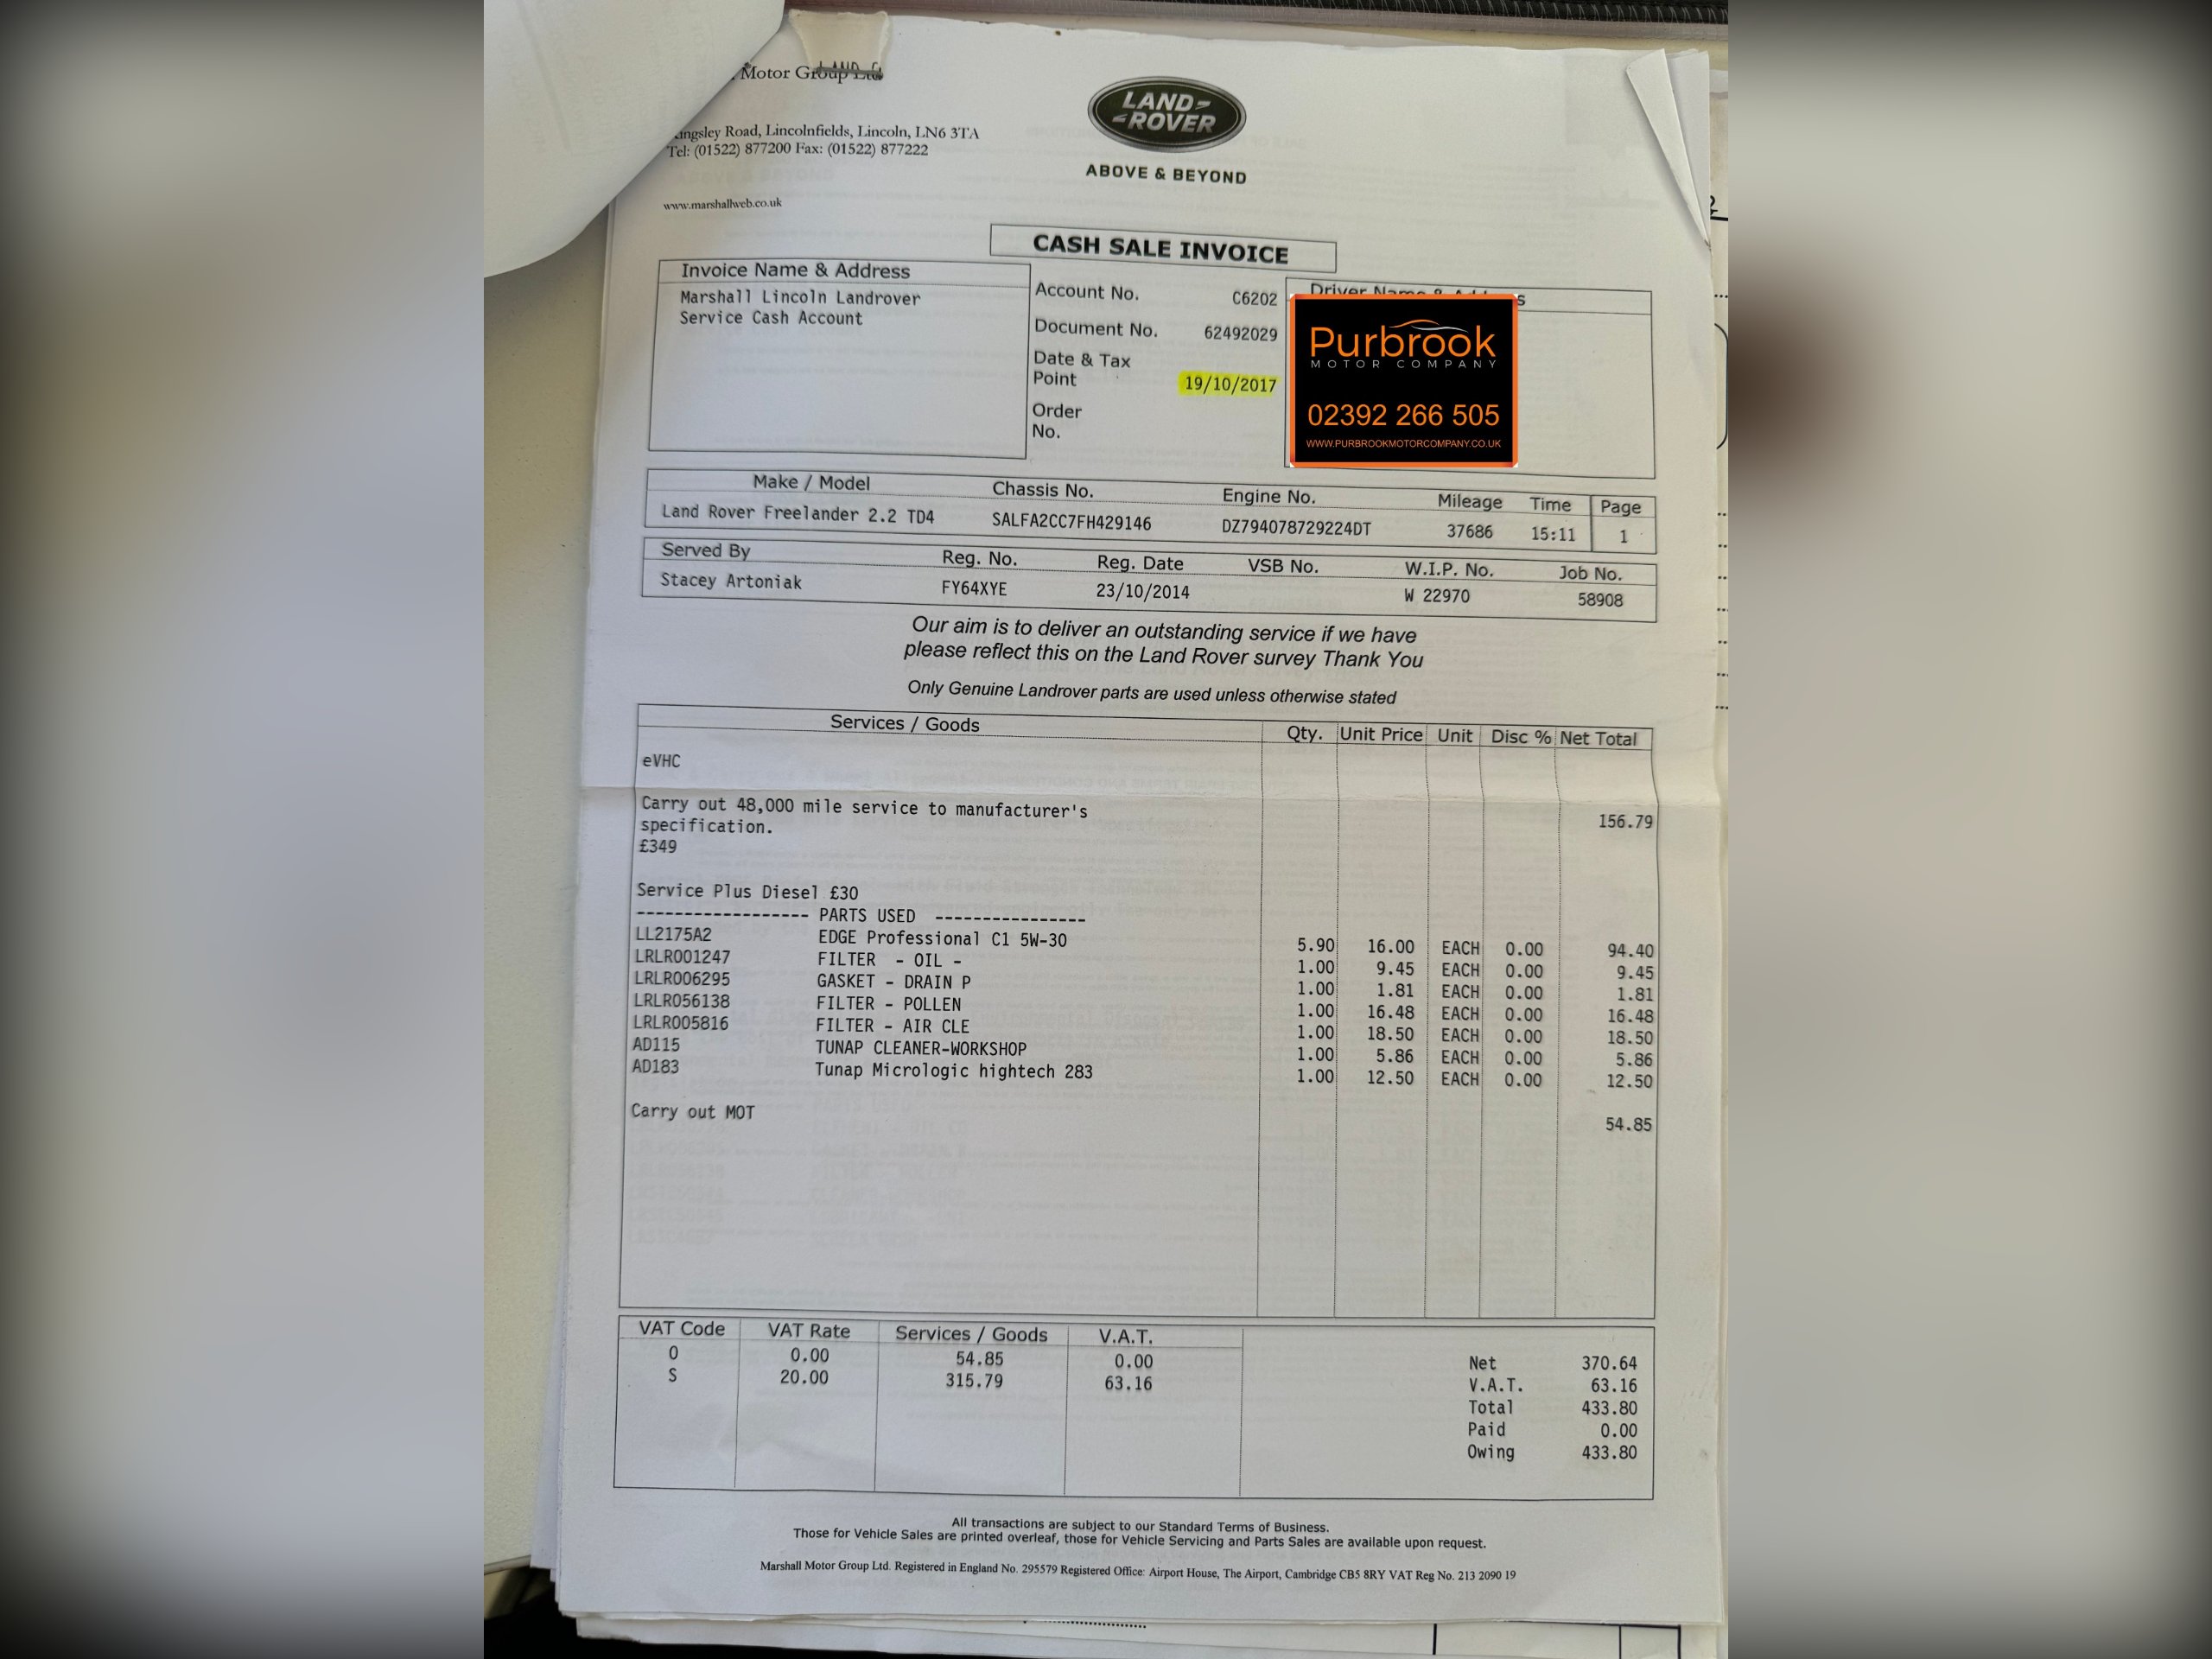 Motor Group Ltd
Kingsley Road, Lincolnfields, Lincoln, LN6 3TA
Tel: (01522) 877200 Fax: (01522) 877222
www.marshallweb.co.uk
LAND-
-ROVER
ABOVE & BEYOND
CASH SALE INVOICE
Invoice Name & Address
Marshall Lincoln Landrover
Service Cash Account
Account No. C6202
Document No. 62492029
Date & Tax
Point 19/10/2017
Order
No.
Driver Name & Address
Purbrook
MOTOR COMPANY
02392 266 505
WWW.PURBROOKMOTORCOMPANY.CO.UK
Make / Model Chassis No. Engine No. Mileage Time Page
Land Rover Freelander 2.2 TD4 SALFA2CC7FH429146 DZ794078729224DT 37686 15:11 1
Served By Reg. No. Reg. Date VSB No. W.I.P. No. Job No.
Stacey Artoniak FY64XYE 23/10/2014 W 22970 58908
Our aim is to deliver an outstanding service if we have
please reflect this on the Land Rover survey Thank You
Only Genuine Landrover parts are used unless otherwise stated
Services / Goods Qty. Unit Price Unit Disc % Net Total
eVHC
Carry out 48,000 mile service to manufacturer's 156.79
specification.
£349
Service Plus Diesel £30
------------------ PARTS USED ----------------
LL2175A2 EDGE Professional C1 5W-30 5.90 16.00 EACH 0.00 94.40
LRLR001247 FILTER - OIL - 1.00 9.45 EACH 0.00 9.45
LRLR006295 GASKET - DRAIN P 1.00 1.81 EACH 0.00 1.81
LRLR056138 FILTER - POLLEN 1.00 16.48 EACH 0.00 16.48
LRLR005816 FILTER - AIR CLE 1.00 18.50 EACH 0.00 18.50
AD115 TUNAP CLEANER-WORKSHOP 1.00 5.86 EACH 0.00 5.86
AD183 Tunap Micrologic hightech 283 1.00 12.50 EACH 0.00 12.50
Carry out MOT 54.85
VAT Code VAT Rate Services / Goods V.A.T.
0 0.00 54.85 0.00
S 20.00 315.79 63.16
Net 370.64
V.A.T. 63.16
Total 433.80
Paid 0.00
Owing 433.80
All transactions are subject to our Standard Terms of Business.
Those for Vehicle Sales are printed overleaf, those for Vehicle Servicing and Parts Sales are available upon request.
Marshall Motor Group Ltd. Registered in England No. 295579 Registered Office: Airport House, The Airport, Cambridge CB5 8RY VAT Reg No. 213 2090 19